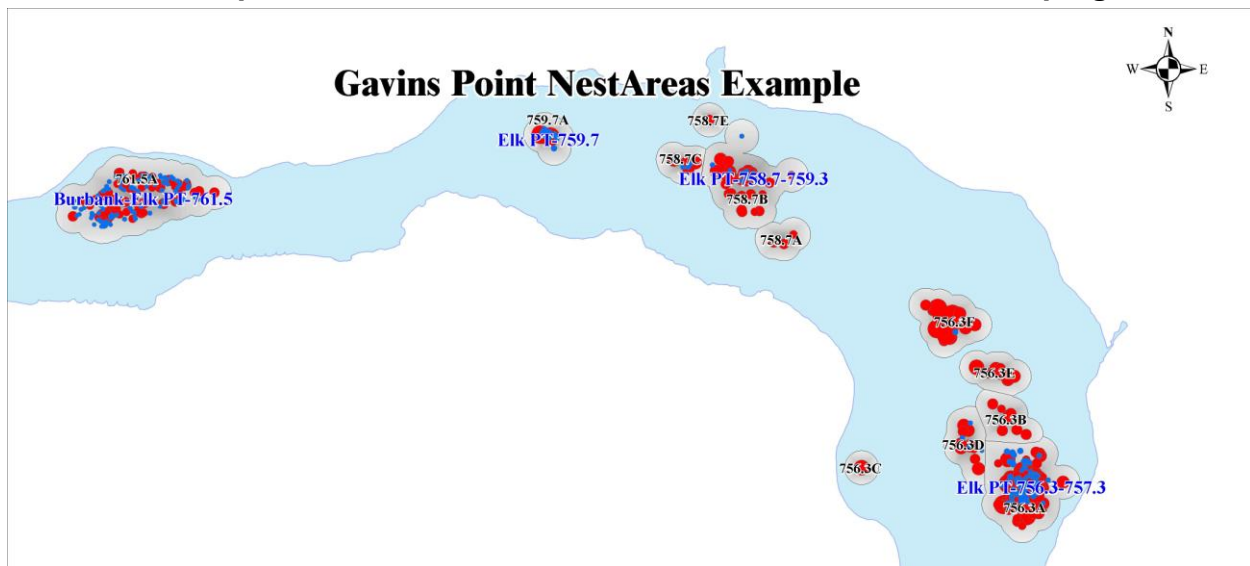 Gavins Point NestAreas Example
N
W E
S
759.7A
Elk PT-759.7
758.7E
758.7C
Elk PT-758.7-759.3
758.7B
758.7A
761.5A
Burbank-Elk PT-761.5
756.3F
756.3E
756.3B
756.3D
756.3C
Elk PT-756.3-757.3
756.3A